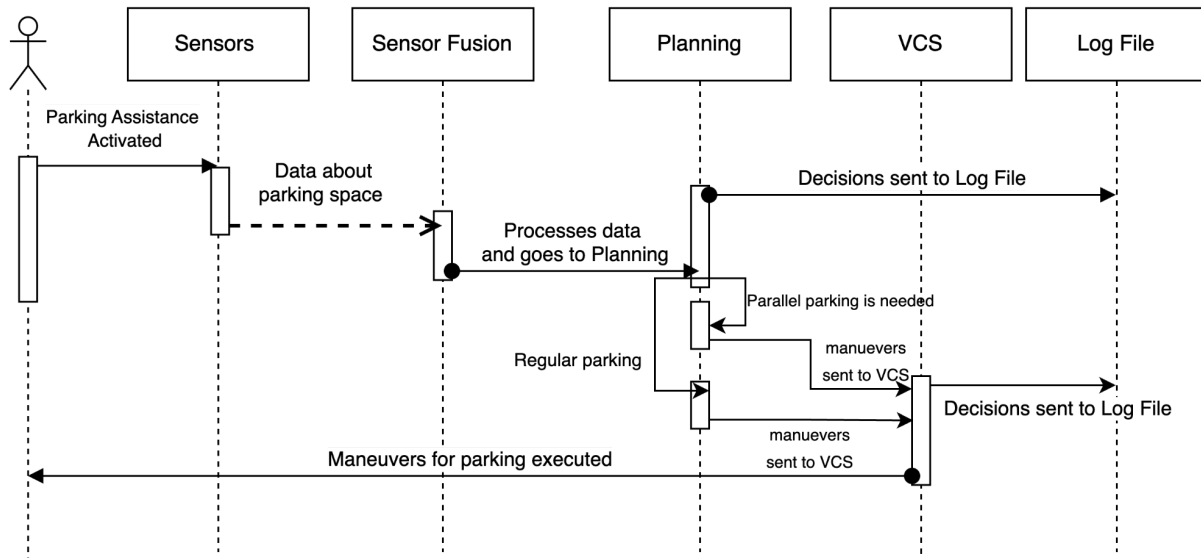 Sensors
Sensor Fusion
Planning
VCS
Log File
Parking Assistance
Activated
Data about
parking space
Decisions sent to Log File
Processes data
and goes to Planning
Parallel parking is needed
Regular parking
manuevers
sent to VCS
Decisions sent to Log File
manuevers
sent to VCS
Maneuvers for parking executed